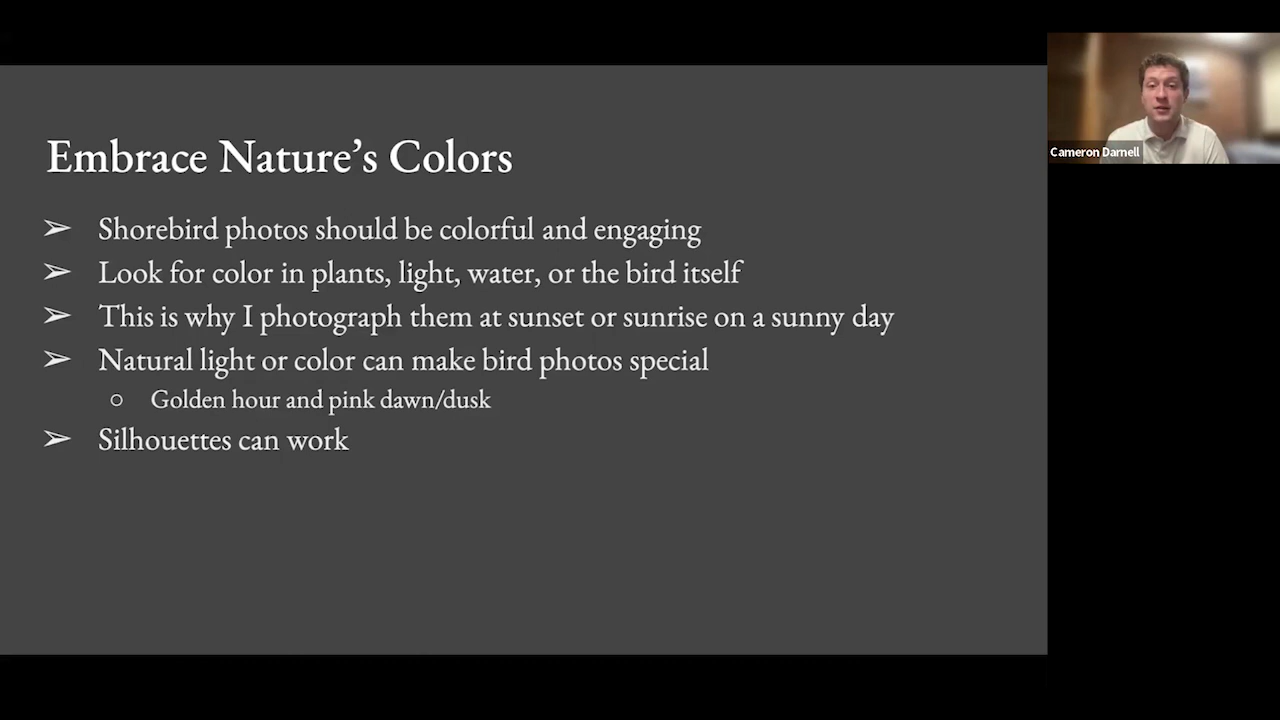 Embrace Nature’s Colors
➢ Shorebird photos should be colorful and engaging
➢ Look for color in plants, light, water, or the bird itself
➢ This is why I photograph them at sunset or sunrise on a sunny day
➢ Natural light or color can make bird photos special
○ Golden hour and pink dawn/dusk
➢ Silhouettes can work
Cameron Darnell